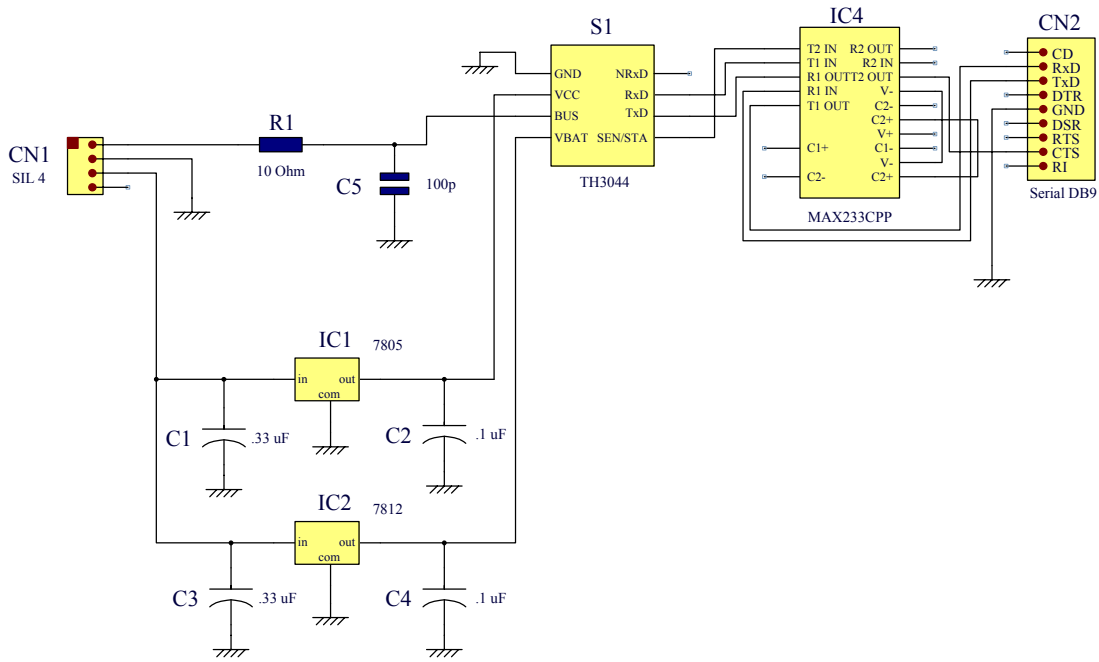 IC4
CN2
S1
GND
VCC
BUS
VBAT
NRxD
RxD
TxD
SEN/STA
TH3044
T2 IN
T1 IN
R1 OUT
R1 IN
T1 OUT
C1+
C2-
R2 OUT
R2 IN
T2 OUT
V-
C2-
C2+
V+
C1-
V-
C2+
MAX233CPP
CD
RxD
TxD
DTR
GND
DSR
RTS
CTS
RI
Serial DB9
CN1
SIL 4
R1
10 Ohm
C5
100p
IC1
7805
in
out
com
C1
.33 uF
C2
.1 uF
IC2
7812
in
out
com
C3
.33 uF
C4
.1 uF